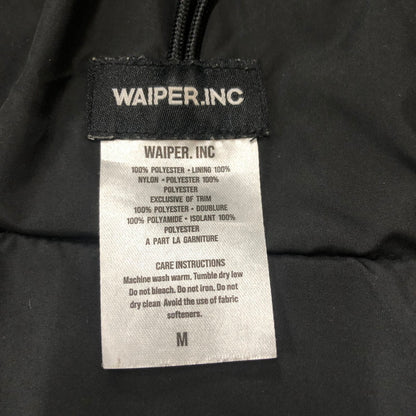 WAIPER.INC
WAIPER. INC
100% POLYESTER • LINING 100%
NYLON • POLYESTER 100%
POLYESTER
EXCLUSIVE OF TRIM
100% POLYESTER • DOUBLURE
100% POLYAMIDE • ISOLANT 100%
POLYESTER
A PART LA GARNITURE
CARE INSTRUCTIONS
Machine wash warm. Tumble dry low
Do not bleach. Do not iron. Do not
dry clean Avoid the use of fabric
softeners.
M